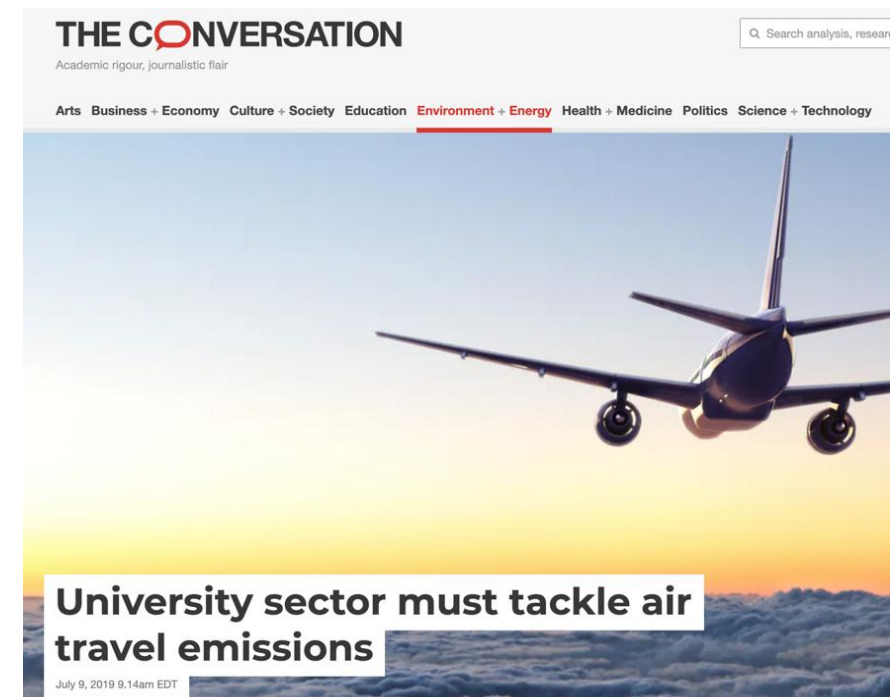 THE CONVERSATION
Search analysis, resear
Academic rigour, journalistic flair
Arts Business + Economy Culture + Society Education Environment + Energy Health + Medicine Politics Science + Technology
University sector must tackle air
travel emissions
July 9, 2019 9.14am EDT